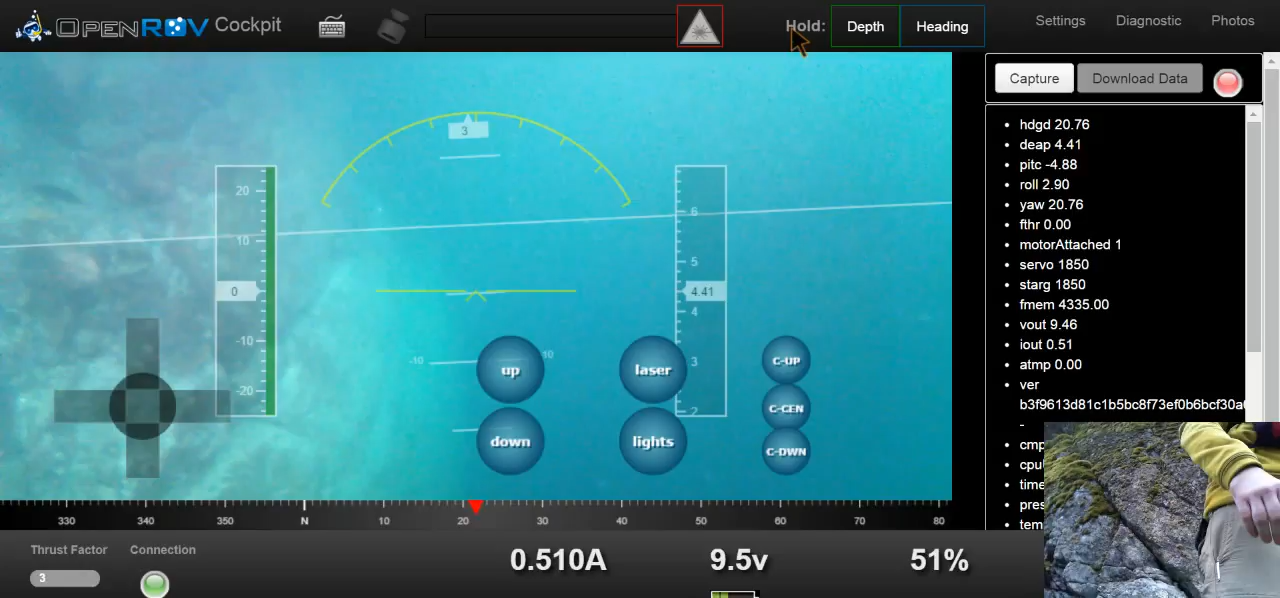 OPENROV Cockpit
Hold:
Depth
Heading
Settings
Diagnostic
Photos
Capture
Download Data
hdgd 20.76
deap 4.41
pitc -4.88
roll 2.90
yaw 20.76
fthr 0.00
motorAttached 1
servo 1850
starg 1850
fmem 4335.00
vout 9.46
iout 0.51
atmp 0.00
ver
b3f9613d81c1b5bc8f73ef0b6bcf30a
-
cmp
cpu
time
pres
tem
3
20
10
0
-10
-20
6
5
4.41
4
3
2
-10
10
up
down
laser
lights
C-UP
C-CEN
C-DWN
330
340
350
N
10
20
30
40
50
60
70
80
Thrust Factor
3
Connection
0.510A
9.5v
51%